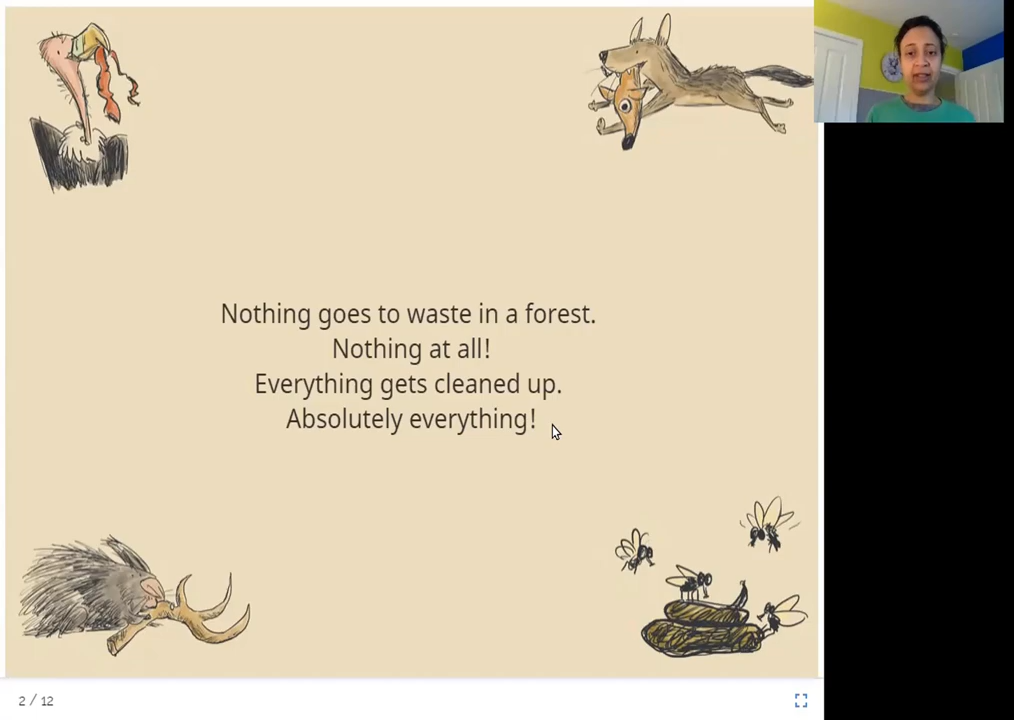 Nothing goes to waste in a forest.
Nothing at all!
Everything gets cleaned up.
Absolutely everything!
2 / 12